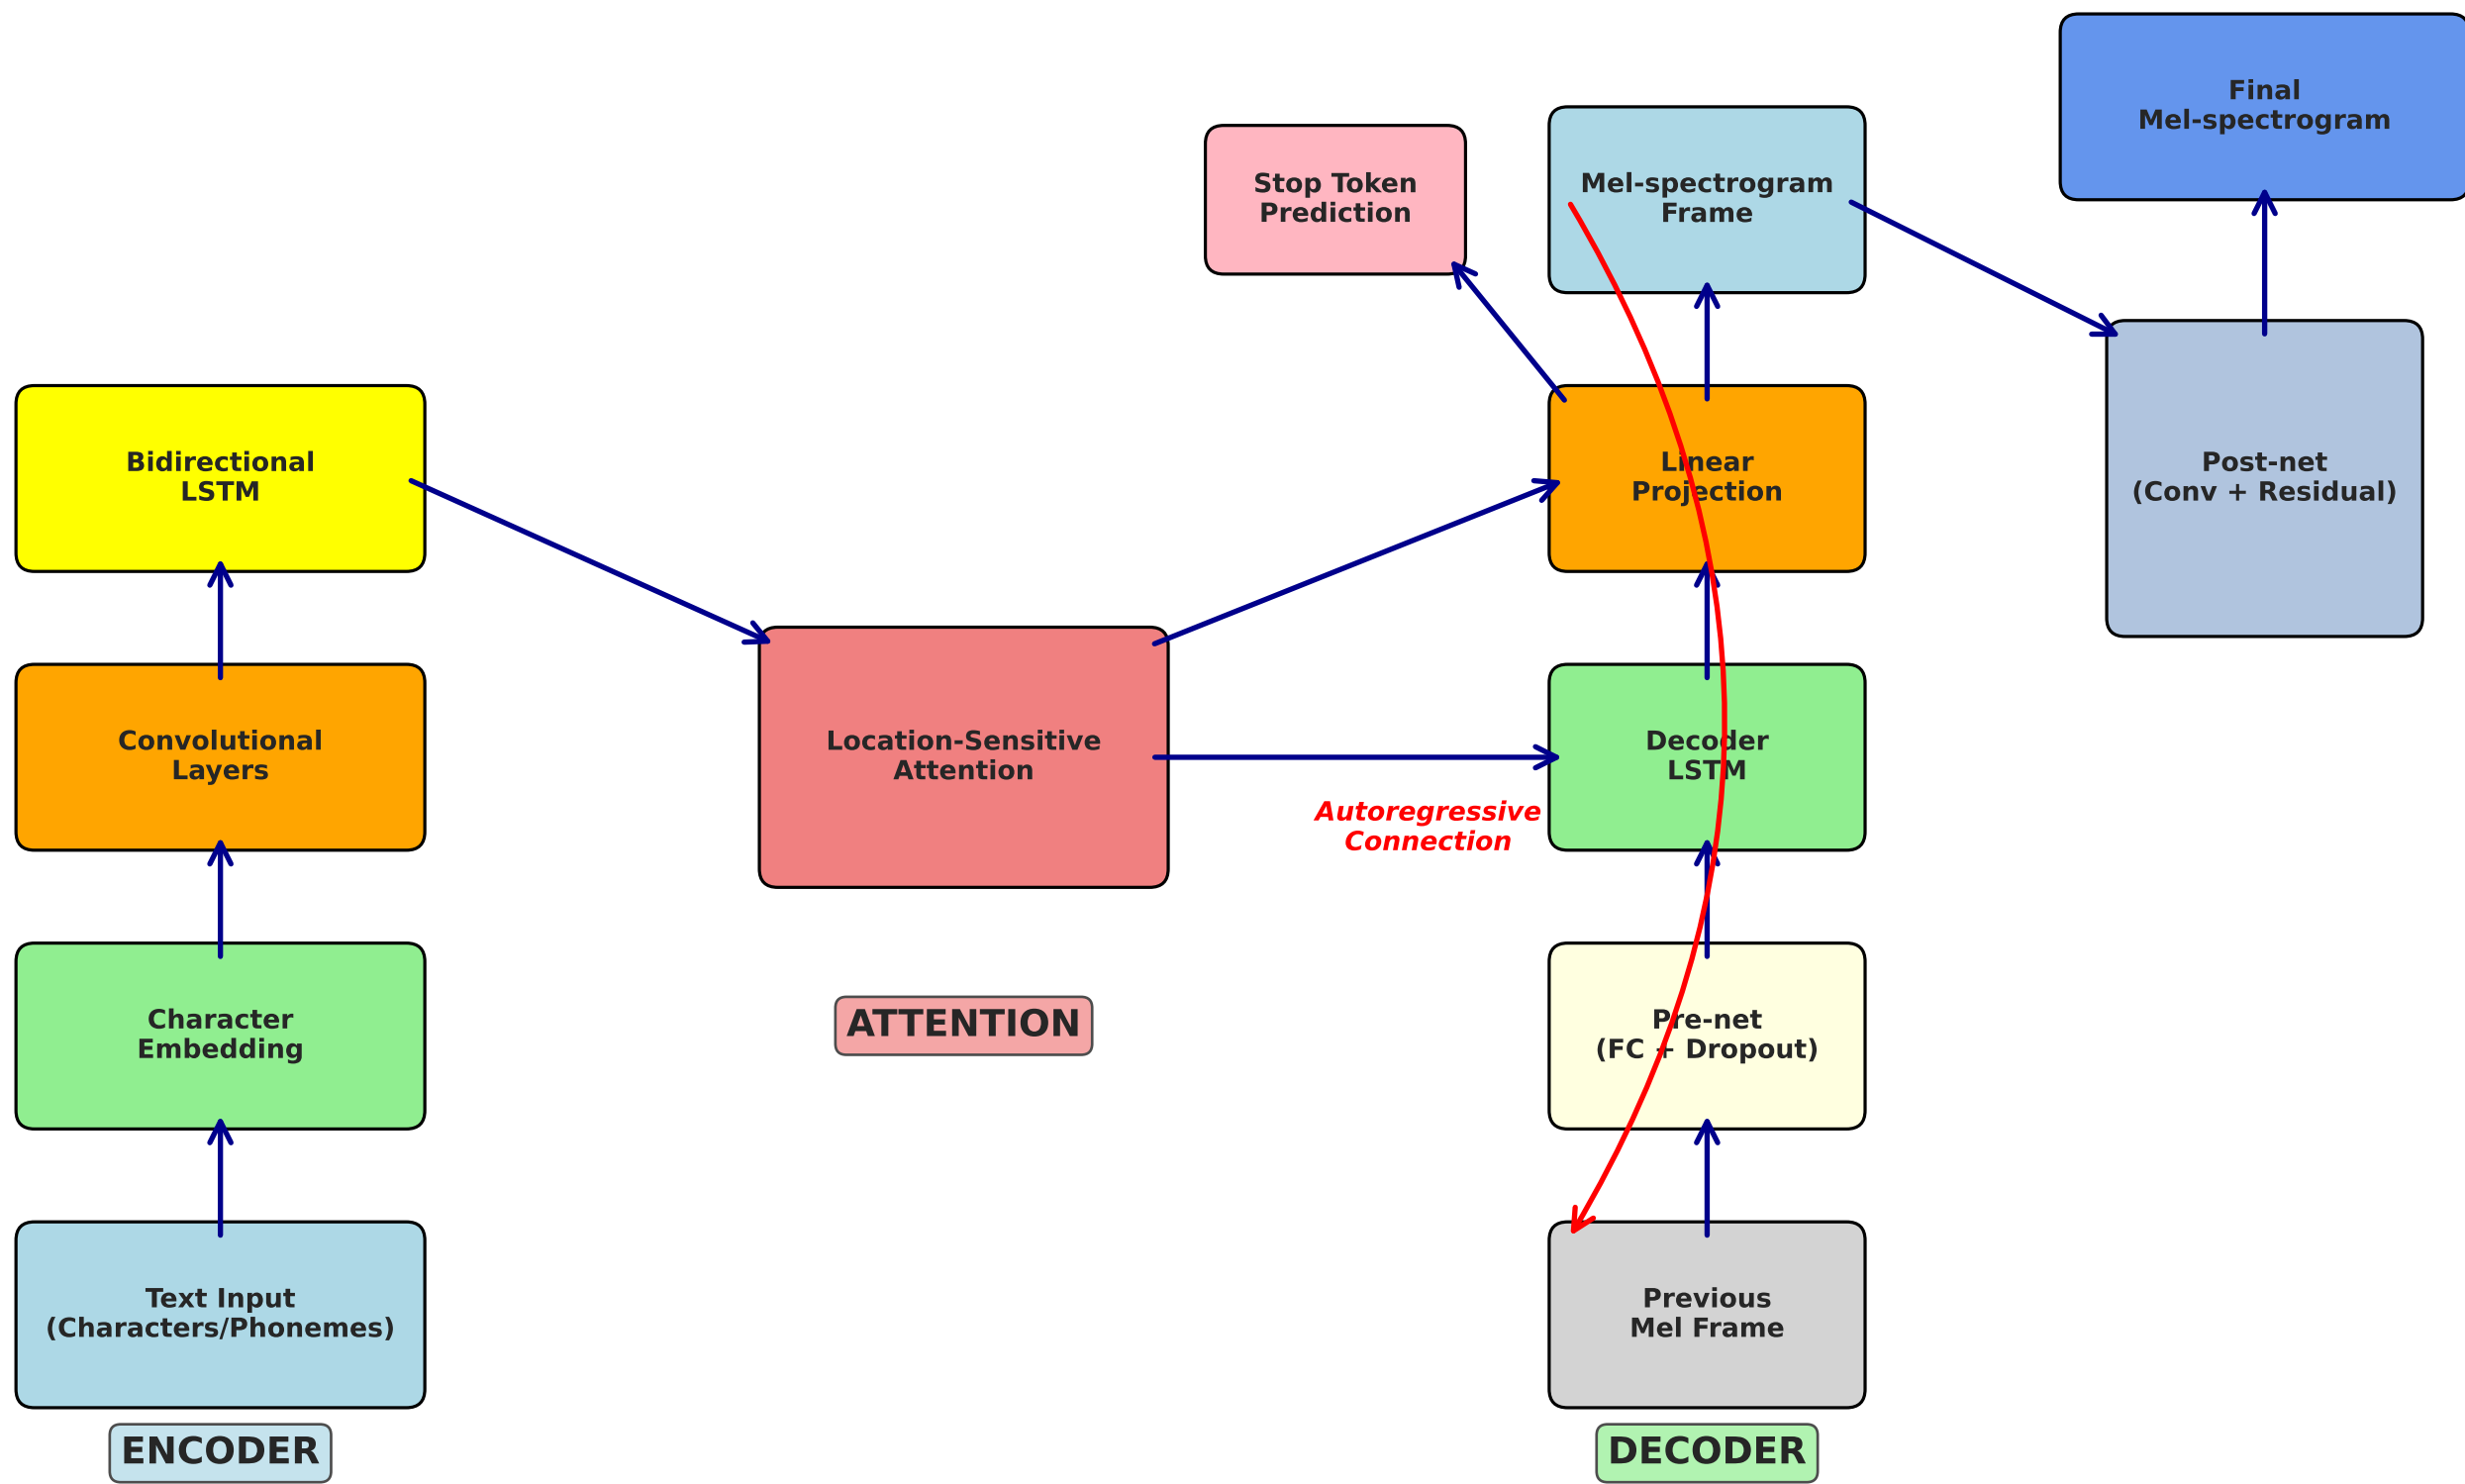 Final
Mel-spectrogram
Stop Token
Prediction
Mel-spectrogram
Frame
Bidirectional
LSTM
Linear
Projection
Post-net
(Conv + Residual)
Convolutional
Layers
Location-Sensitive
Attention
Decoder
LSTM
Autoregressive
Connection
Character
Embedding
ATTENTION
Pre-net
(FC + Dropout)
Text Input
(Characters/Phonemes)
Previous
Mel Frame
ENCODER
DECODER